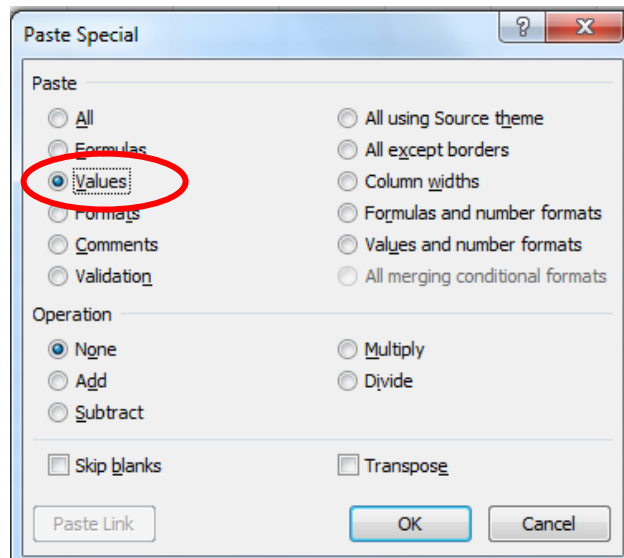 Paste Special
Paste
All
Formulas
Values
Formats
Comments
Validation
All using Source theme
All except borders
Column widths
Formulas and number formats
Values and number formats
All merging conditional formats
Operation
None
Add
Subtract
Multiply
Divide
Skip blanks
Transpose
Paste Link
OK
Cancel